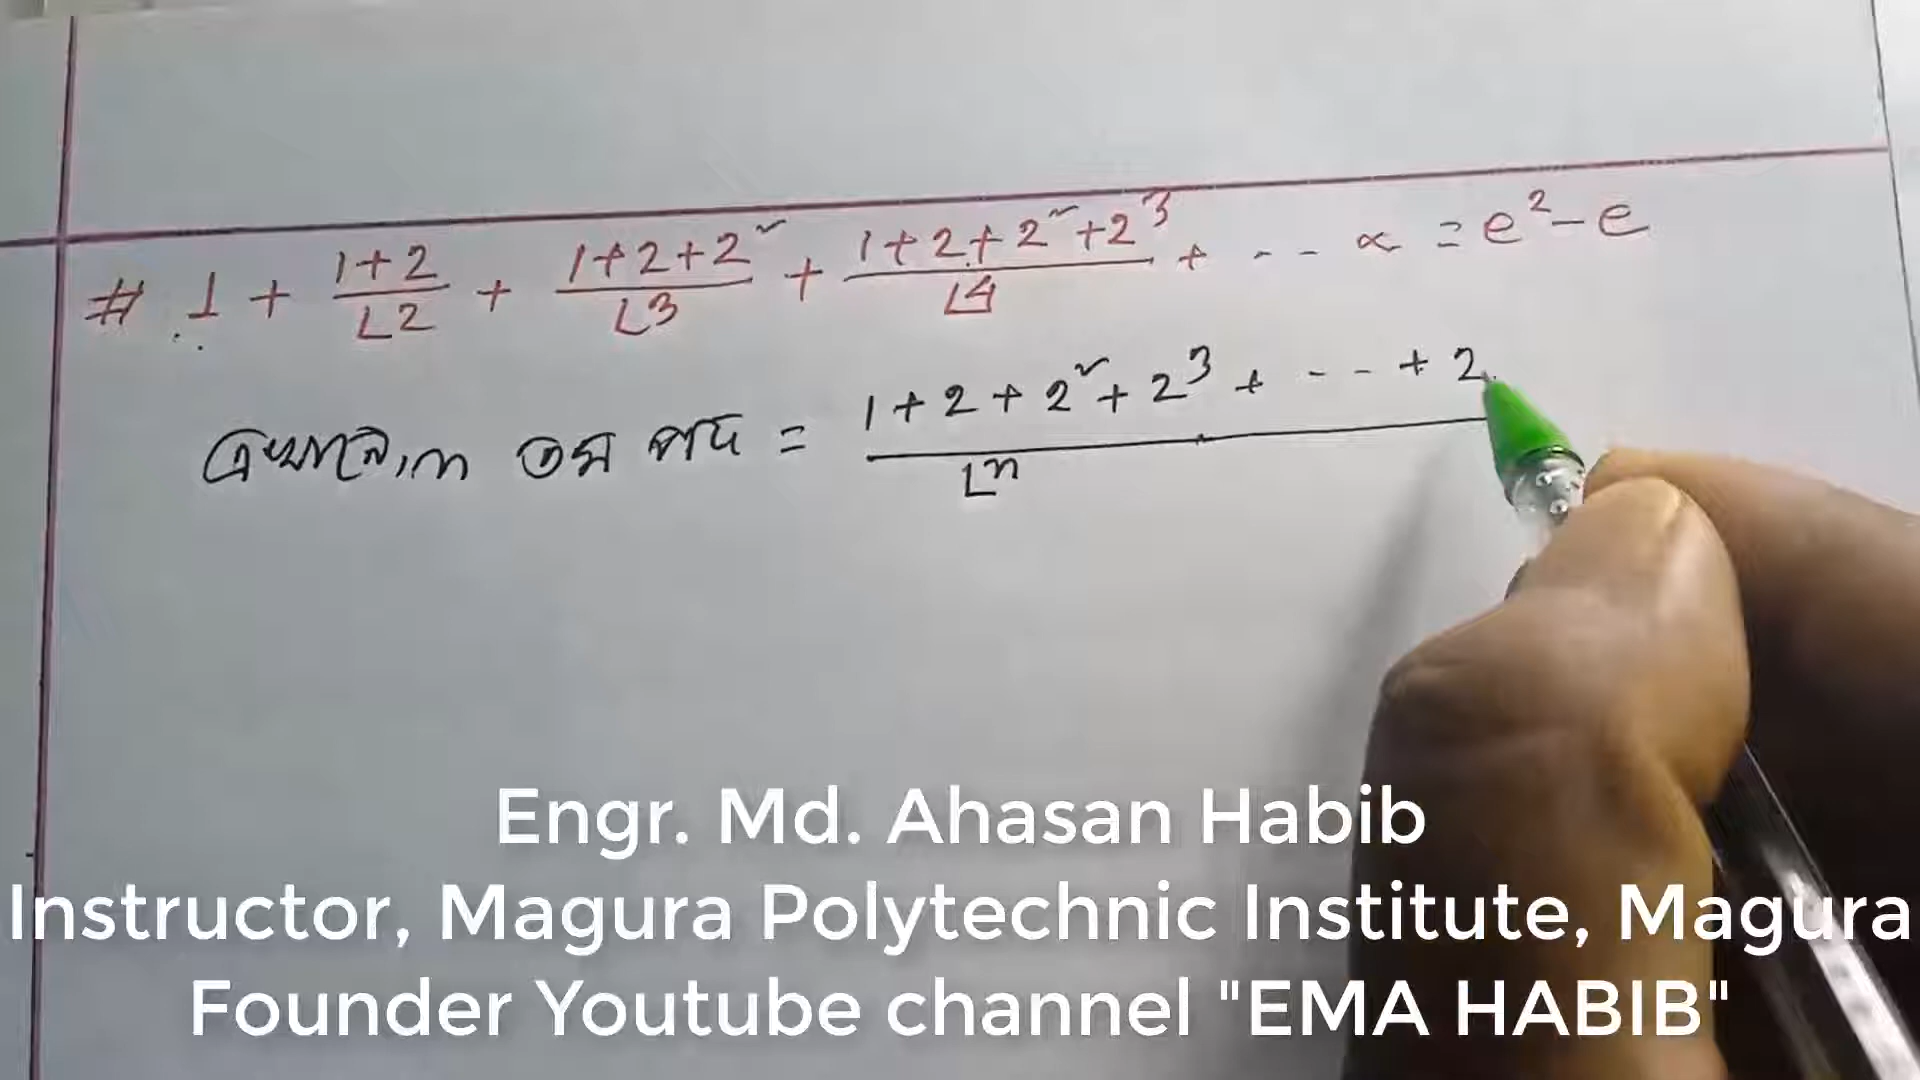 # 1 + (1+2)/∟2 + (1+2+2²)/∟3 + (1+2+2²+2³)/∟4 + - - ∝ = e² - e
এখানে, n তম পদ = (1+2+2²+2³+ - - - + 2)/∟n
Engr. Md. Ahasan Habib
Instructor, Magura Polytechnic Institute, Magura
Founder Youtube channel "EMA HABIB"